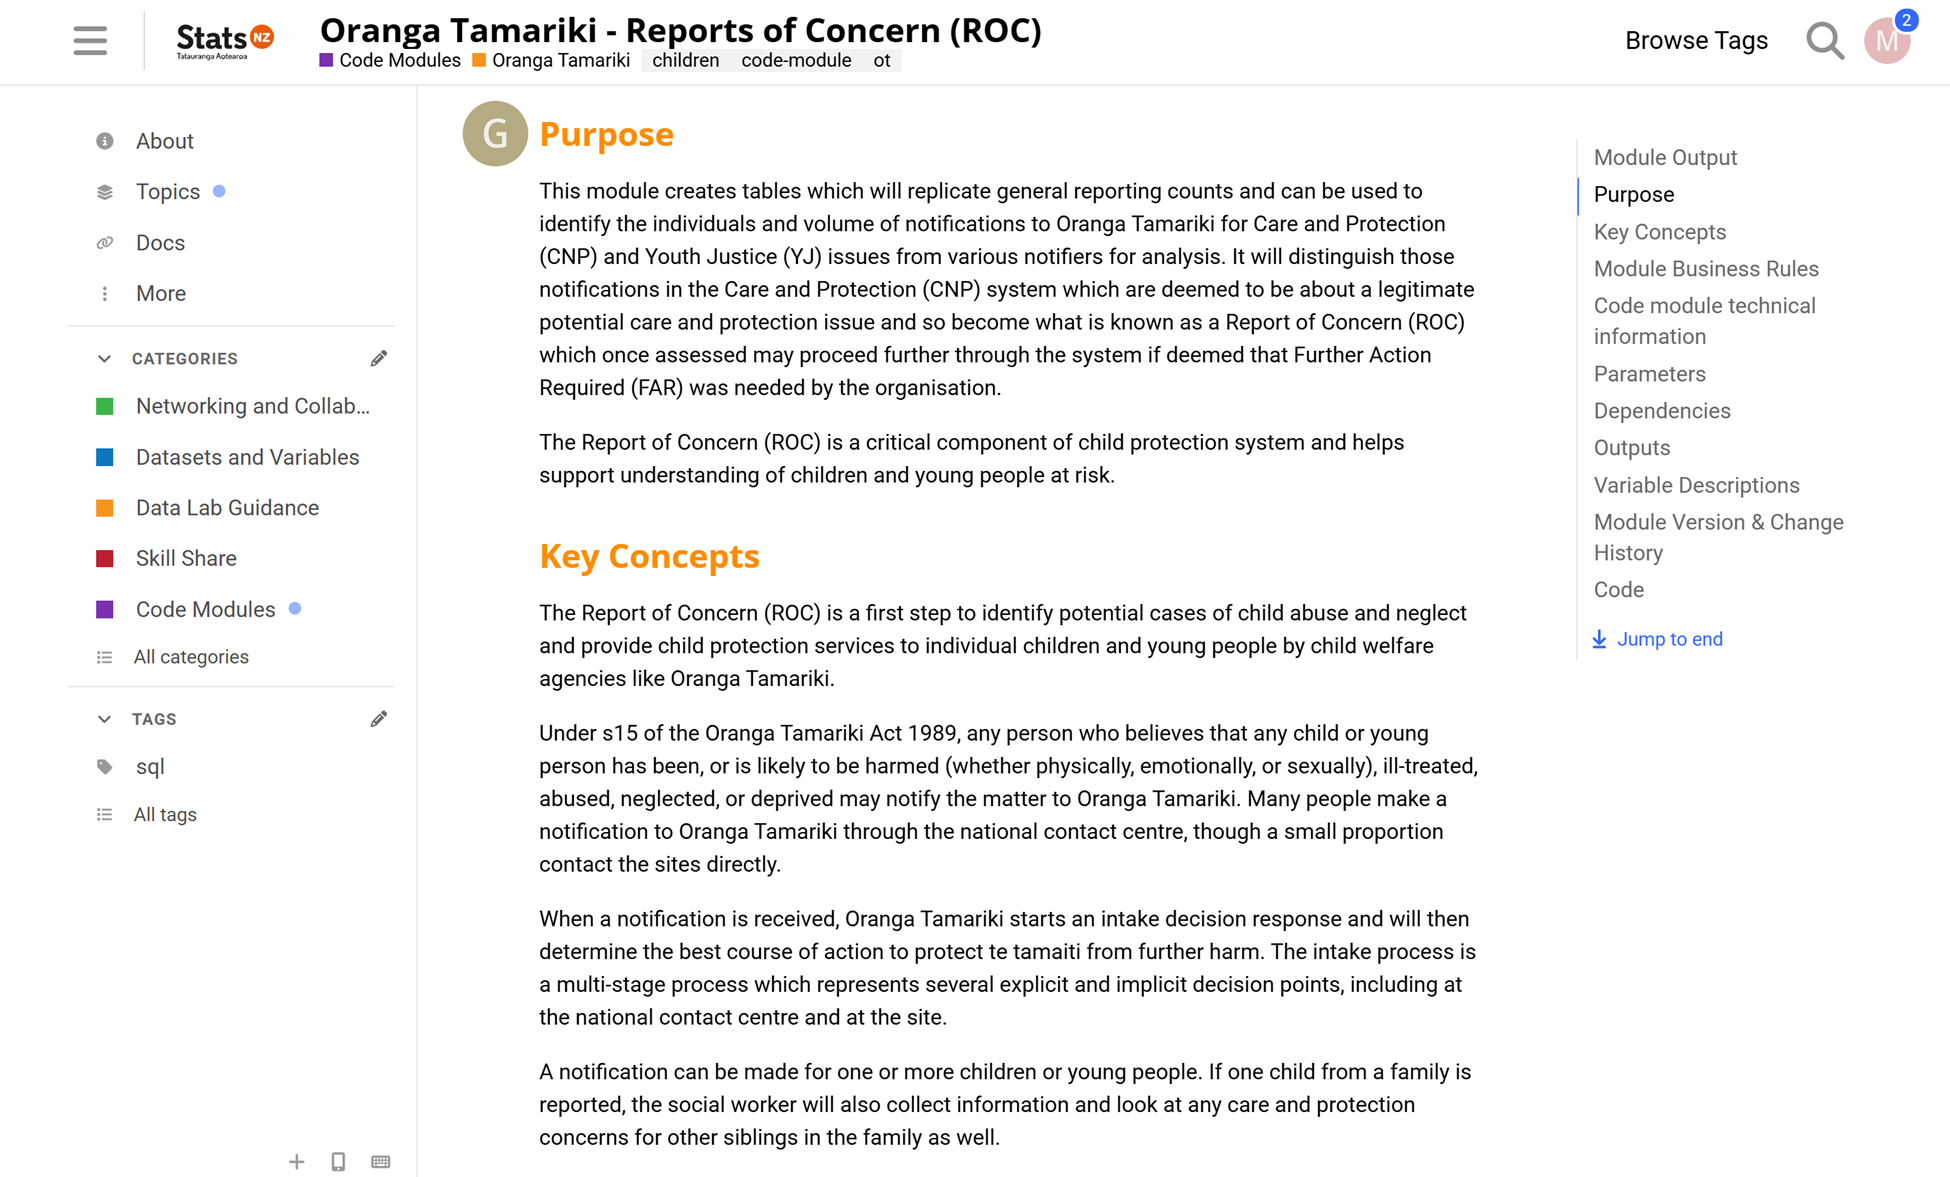 Stats NZ
Tatauranga Aotearoa
Oranga Tamariki - Reports of Concern (ROC)
Code Modules Oranga Tamariki children code-module ot
Browse Tags
M
2
About
Topics
Docs
More
CATEGORIES
Networking and Collab...
Datasets and Variables
Data Lab Guidance
Skill Share
Code Modules
All categories
TAGS
sql
All tags
G
Purpose
This module creates tables which will replicate general reporting counts and can be used to
identify the individuals and volume of notifications to Oranga Tamariki for Care and Protection
(CNP) and Youth Justice (YJ) issues from various notifiers for analysis. It will distinguish those
notifications in the Care and Protection (CNP) system which are deemed to be about a legitimate
potential care and protection issue and so become what is known as a Report of Concern (ROC)
which once assessed may proceed further through the system if deemed that Further Action
Required (FAR) was needed by the organisation.
The Report of Concern (ROC) is a critical component of child protection system and helps
support understanding of children and young people at risk.
Key Concepts
The Report of Concern (ROC) is a first step to identify potential cases of child abuse and neglect
and provide child protection services to individual children and young people by child welfare
agencies like Oranga Tamariki.
Under s15 of the Oranga Tamariki Act 1989, any person who believes that any child or young
person has been, or is likely to be harmed (whether physically, emotionally, or sexually), ill-treated,
abused, neglected, or deprived may notify the matter to Oranga Tamariki. Many people make a
notification to Oranga Tamariki through the national contact centre, though a small proportion
contact the sites directly.
When a notification is received, Oranga Tamariki starts an intake decision response and will then
determine the best course of action to protect te tamaiti from further harm. The intake process is
a multi-stage process which represents several explicit and implicit decision points, including at
the national contact centre and at the site.
A notification can be made for one or more children or young people. If one child from a family is
reported, the social worker will also collect information and look at any care and protection
concerns for other siblings in the family as well.
Module Output
Purpose
Key Concepts
Module Business Rules
Code module technical
information
Parameters
Dependencies
Outputs
Variable Descriptions
Module Version & Change
History
Code
Jump to end